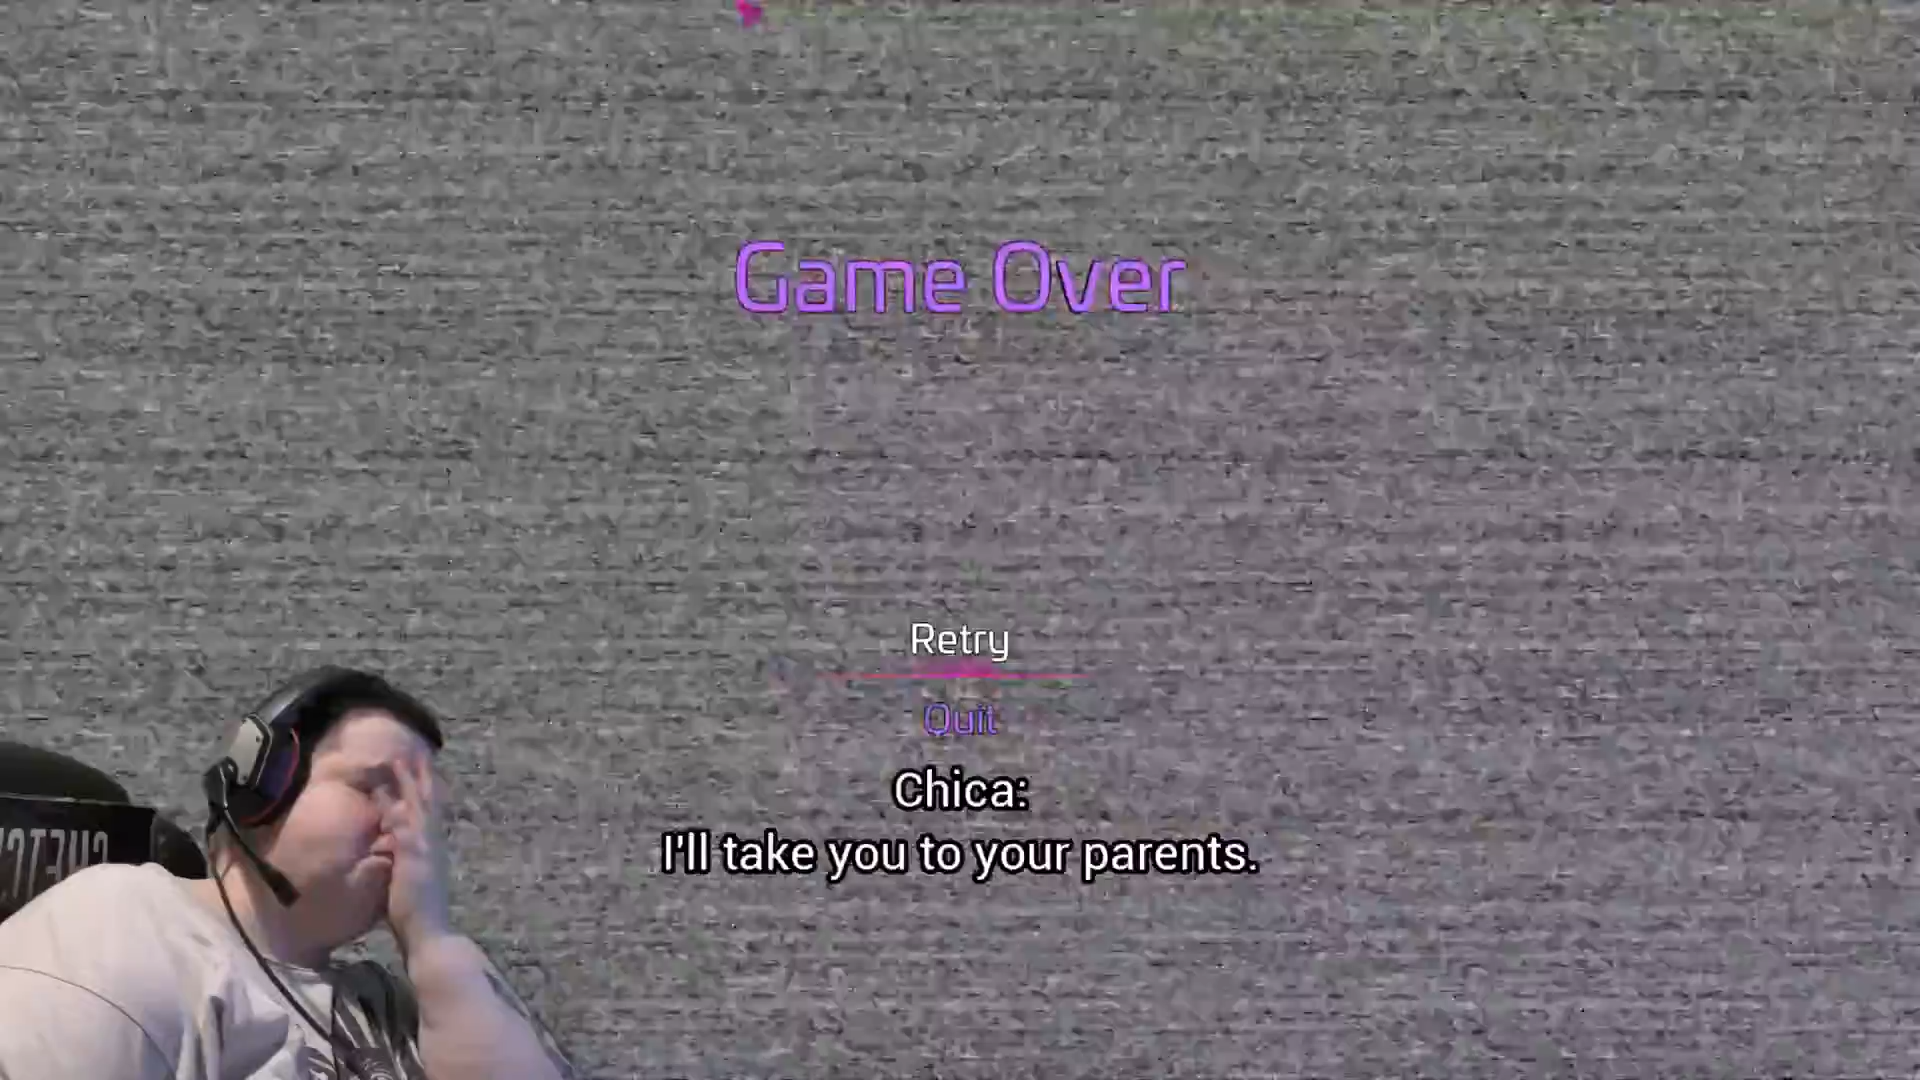 Game Over
Retry
Quit
Chica:
I'll take you to your parents.